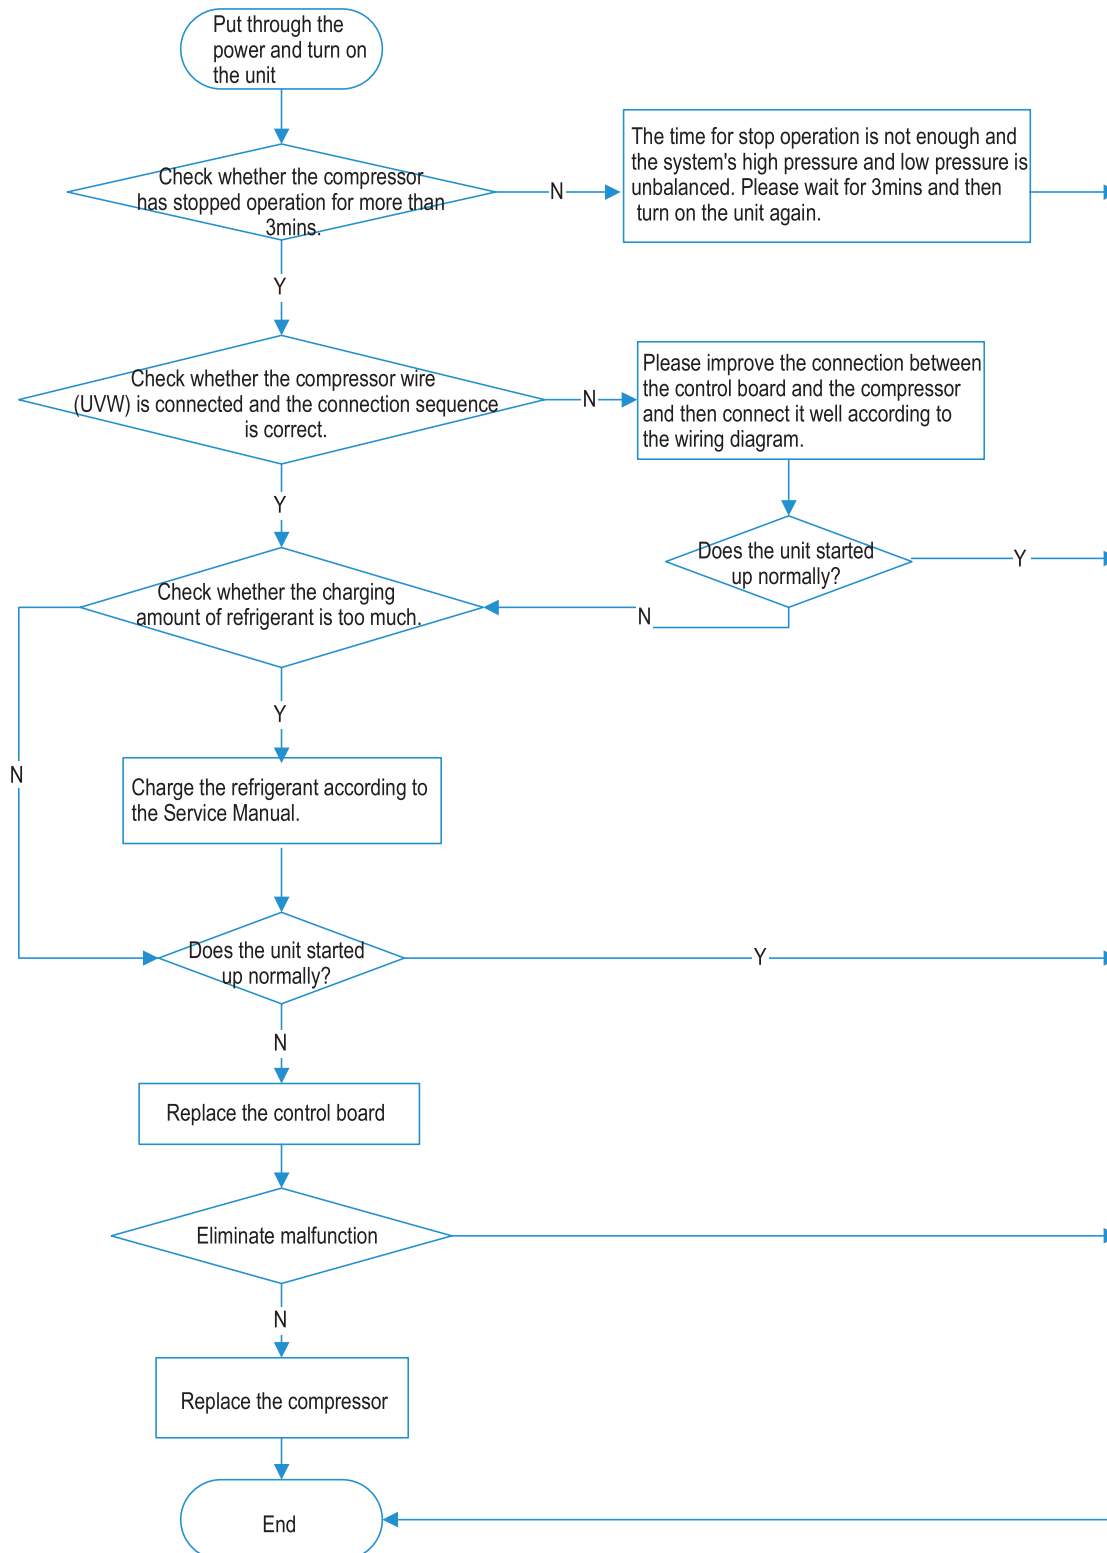 Put through the
power and turn on
the unit
Check whether the compressor
has stopped operation for more than
3mins.
N
The time for stop operation is not enough and
the system's high pressure and low pressure is
unbalanced. Please wait for 3mins and then
turn on the unit again.
Y
Check whether the compressor wire
(UVW) is connected and the connection sequence
is correct.
N
Please improve the connection between
the control board and the compressor
and then connect it well according to
the wiring diagram.
Y
Does the unit started
up normally?
Y
Check whether the charging
amount of refrigerant is too much.
N
Y
N
Charge the refrigerant according to
the Service Manual.
Does the unit started
up normally?
Y
N
Replace the control board
Eliminate malfunction
N
Replace the compressor
End